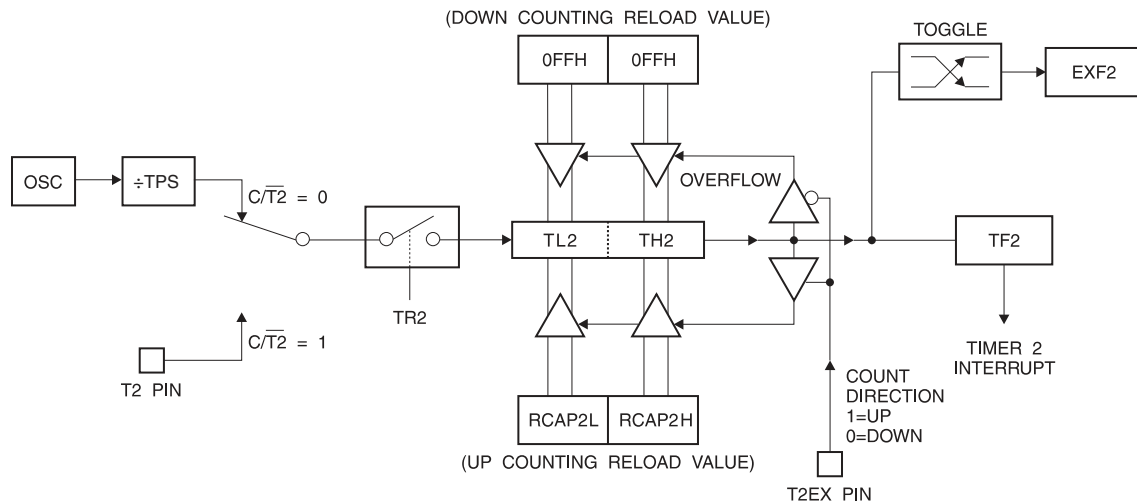 (DOWN COUNTING RELOAD VALUE)
TOGGLE
0FFH 0FFH
EXF2
OSC
÷TPS
C/T2̅ = 0
OVERFLOW
TL2 TH2
TF2
TR2
C/T2̅ = 1
T2 PIN
TIMER 2
INTERRUPT
COUNT
DIRECTION
1=UP
0=DOWN
RCAP2L RCAP2H
(UP COUNTING RELOAD VALUE)
T2EX PIN